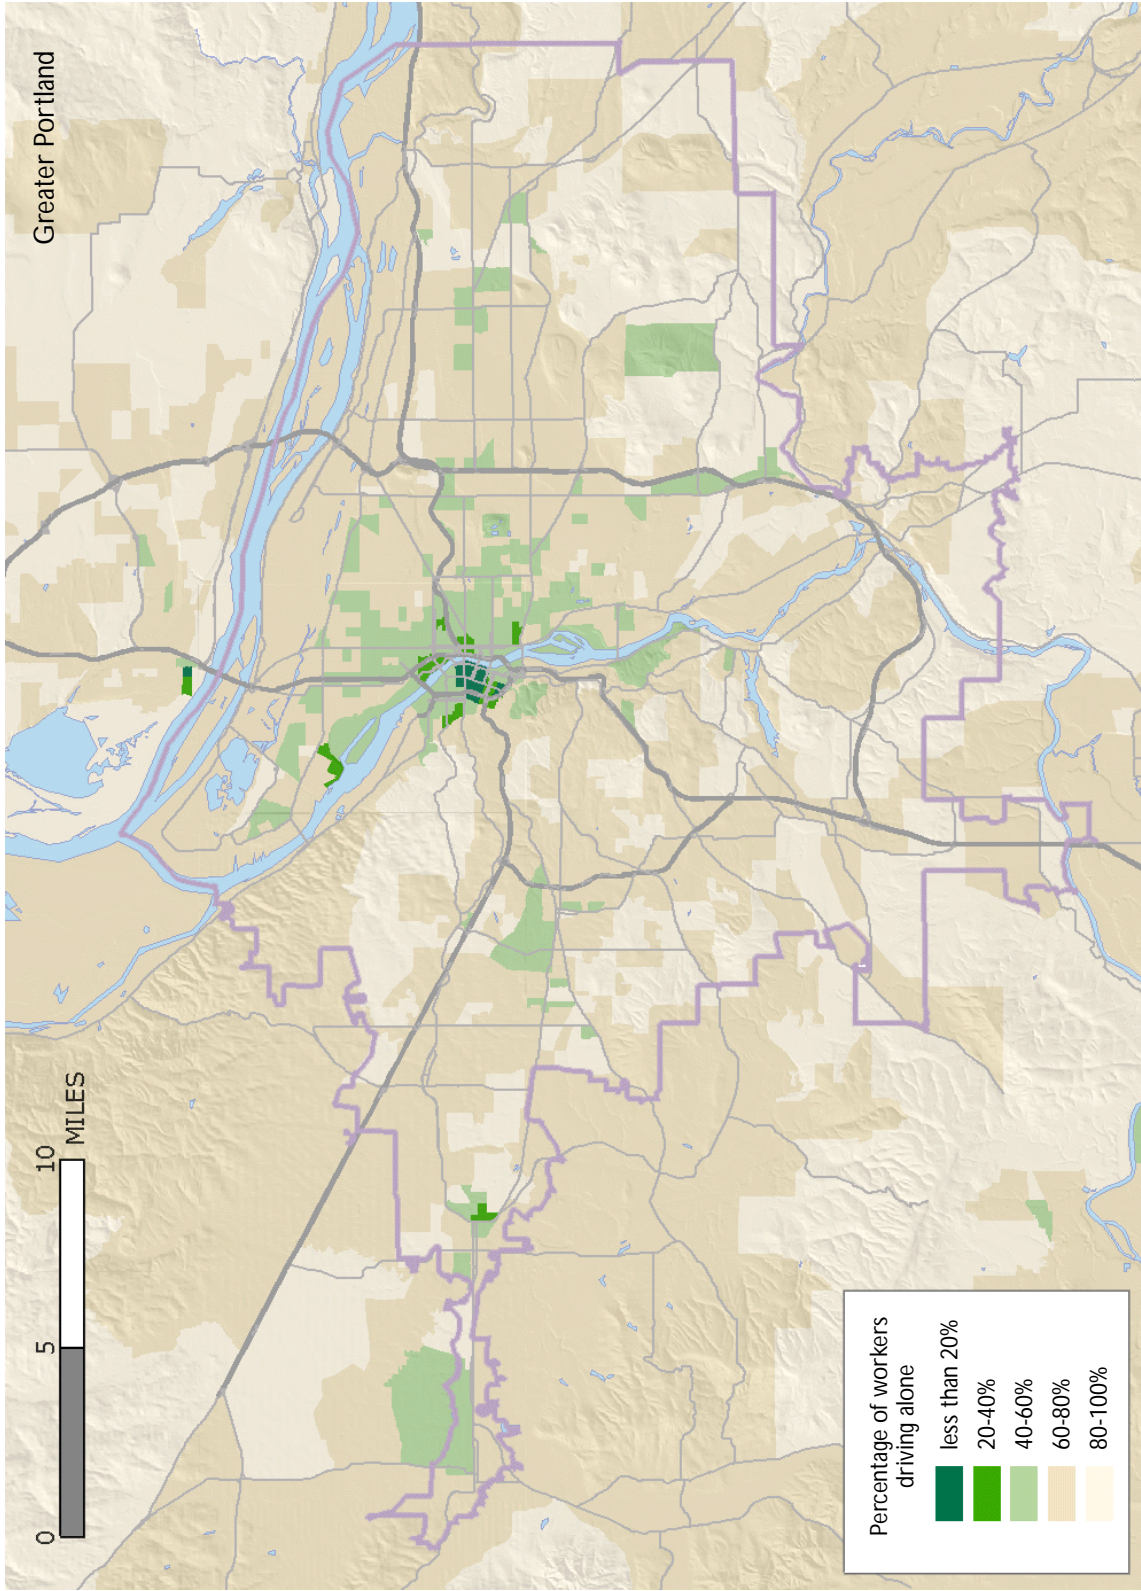 Greater Portland
0 5 10
MILES
Percentage of workers
driving alone
less than 20%
20-40%
40-60%
60-80%
80-100%